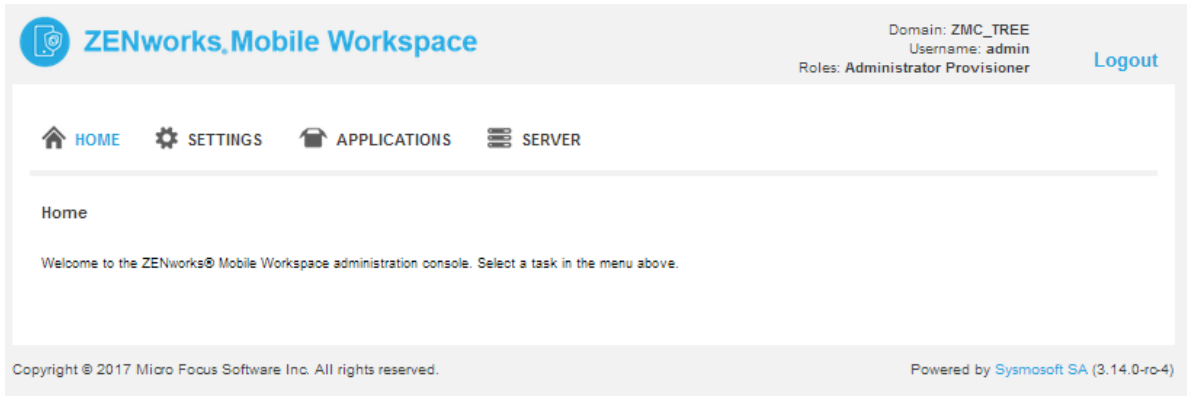 ZENworks® Mobile Workspace
Domain: ZMC_TREE
Username: admin
Roles: Administrator Provisioner
Logout
HOME SETTINGS APPLICATIONS SERVER
Home
Welcome to the ZENworks® Mobile Workspace administration console. Select a task in the menu above.
Copyright © 2017 Micro Focus Software Inc. All rights reserved.
Powered by Sysmosoft SA (3.14.0-rc-4)